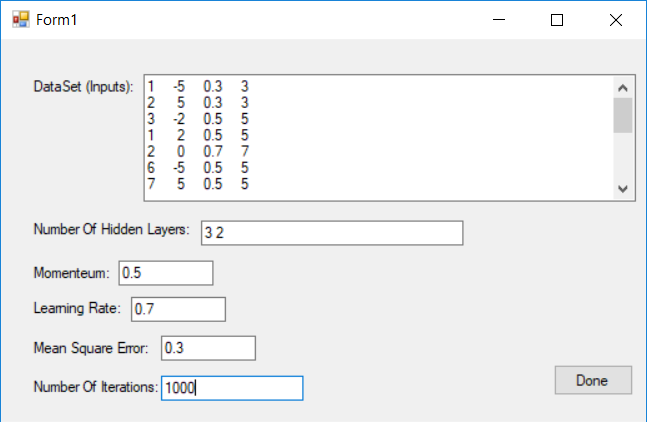 Form1
DataSet (Inputs):
1 -5 0.3 3
2 5 0.3 3
3 -2 0.5 5
1 2 0.5 5
2 0 0.7 7
6 -5 0.5 5
7 5 0.5 5
Number Of Hidden Layers: 3 2
Momenteum: 0.5
Learning Rate: 0.7
Mean Square Error: 0.3
Number Of Iterations: 1000
Done